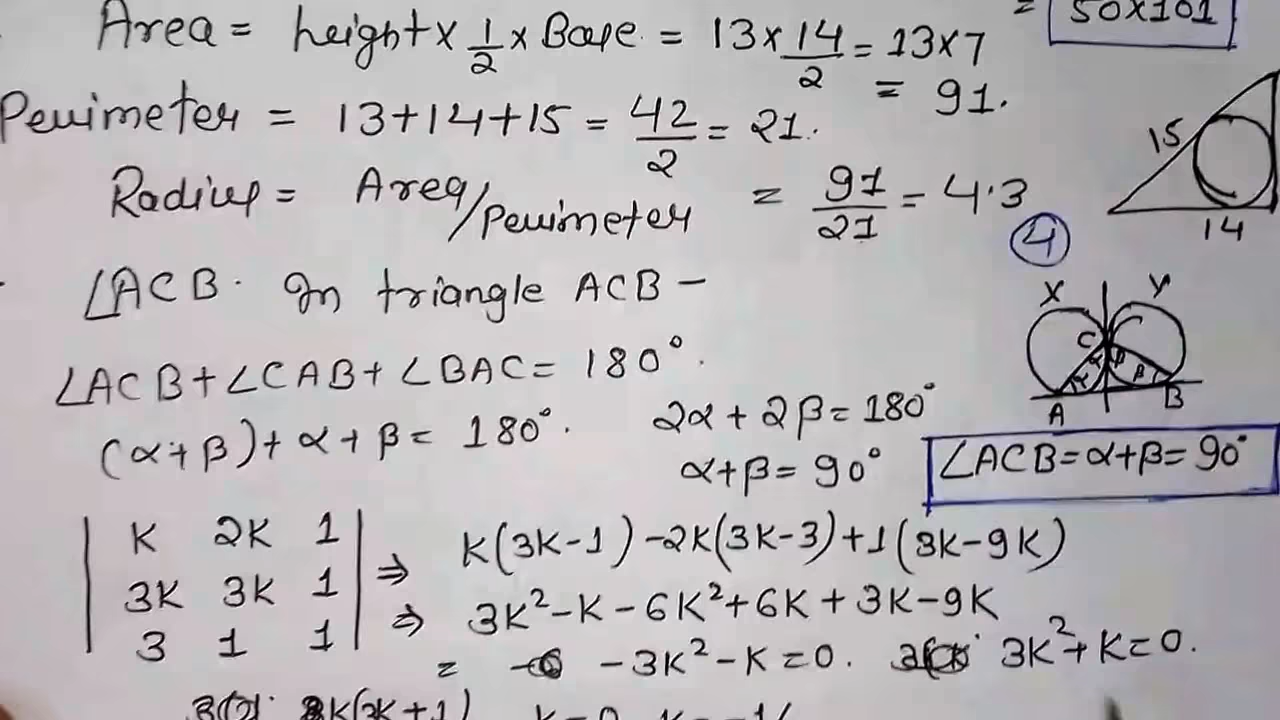 = 50×101
Area = height × 1/2 × Base = 13×14/2 = 13×7
= 91.
Perimeter = 13+14+15 = 42/2 = 21.
15
Radius = Area/Perimeter = 91/21 = 4.3
14
4
∠ACB. In triangle ACB –
X Y
C
α β
α β
A B
∠ACB + ∠CAB + ∠BAC = 180°.
(α+β) + α + β = 180°. 2α + 2β = 180°
α+β = 90°
∠ACB = α+β = 90°
| K 2K 1 | ⇒ K(3K-1) -2K(3K-3) +1(3K-9K)
| 3K 3K 1 | ⇒ 3K²-K-6K²+6K+3K-9K
| 3 1 1 | = -3K²-K=0. 3K²+K=0.